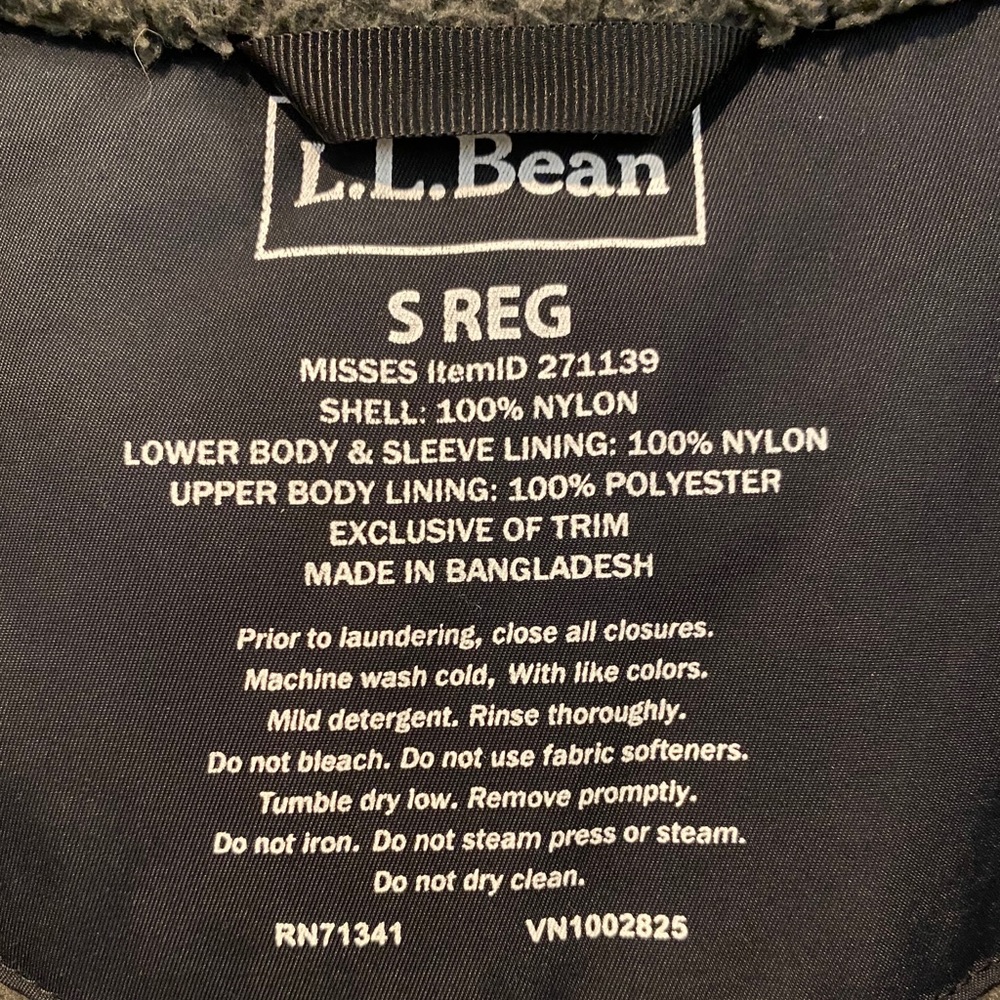 L.L.Bean
S REG
MISSES ItemID 271139
SHELL: 100% NYLON
LOWER BODY & SLEEVE LINING: 100% NYLON
UPPER BODY LINING: 100% POLYESTER
EXCLUSIVE OF TRIM
MADE IN BANGLADESH
Prior to laundering, close all closures.
Machine wash cold, With like colors.
Mild detergent. Rinse thoroughly.
Do not bleach. Do not use fabric softeners.
Tumble dry low. Remove promptly.
Do not iron. Do not steam press or steam.
Do not dry clean.
RN71341 VN1002825